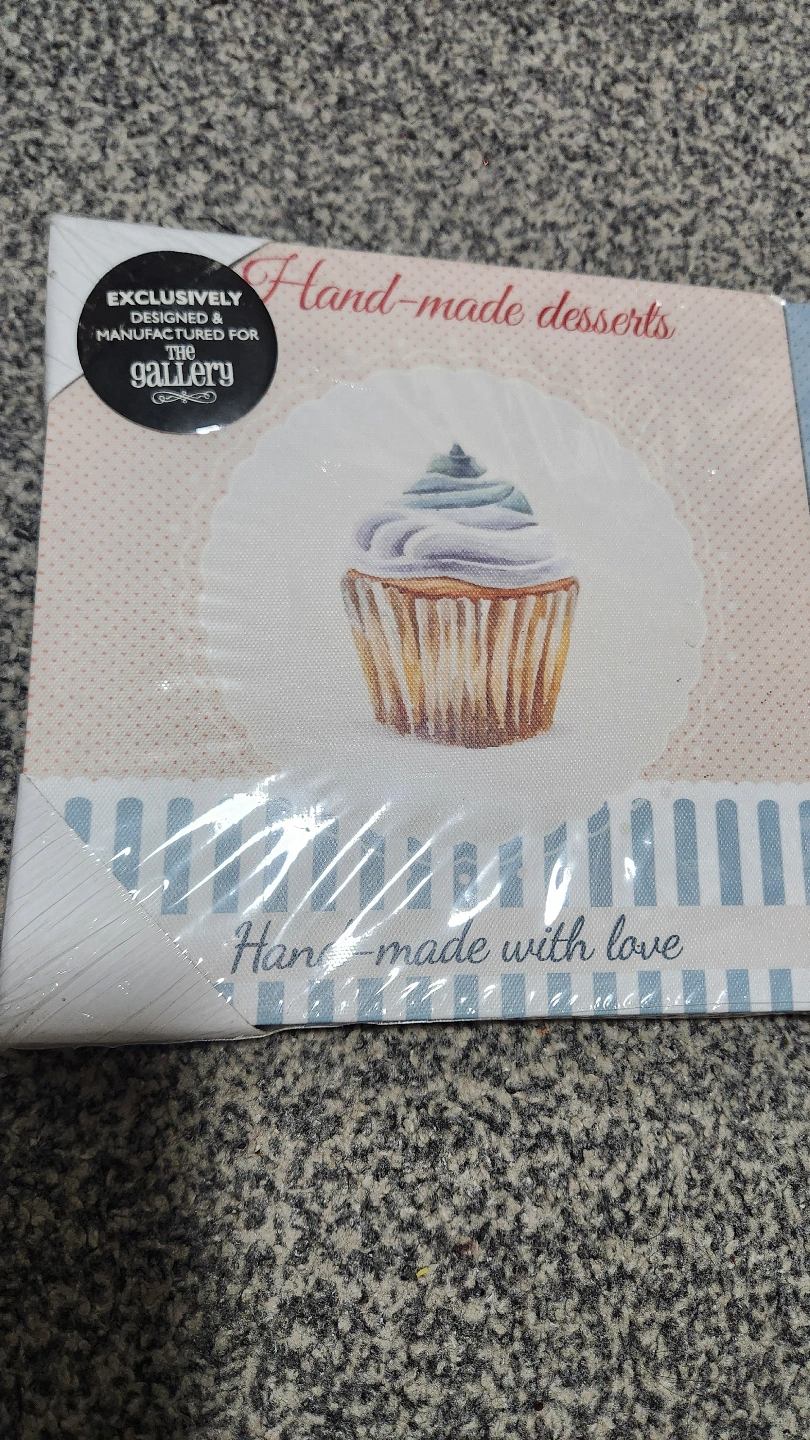 EXCLUSIVELY
DESIGNED &
MANUFACTURED FOR
THE
gaLLery
Hand-made desserts
Hand-made with love